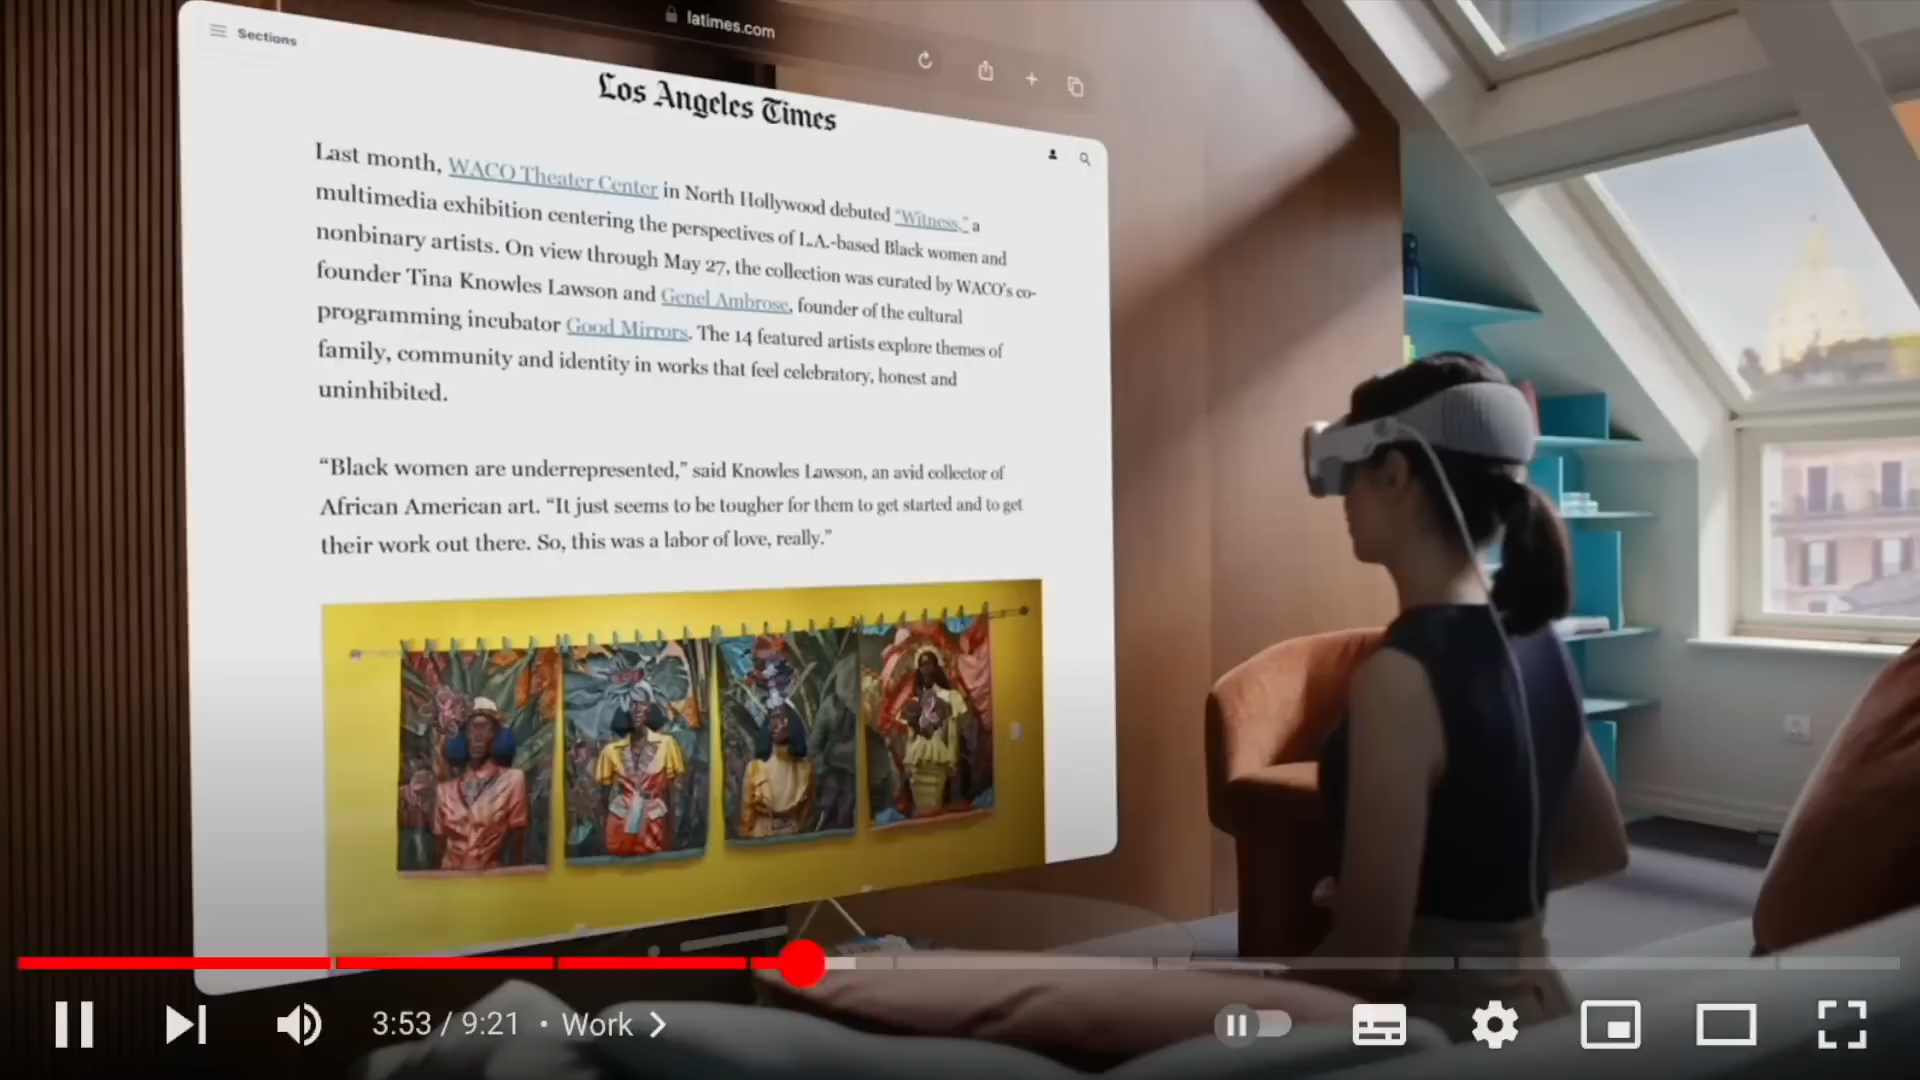 latimes.com
Sections
Los Angeles Times
Last month, WACO Theater Center in North Hollywood debuted “Witness,” a
multimedia exhibition centering the perspectives of L.A.-based Black women and
nonbinary artists. On view through May 27, the collection was curated by WACO’s co-
founder Tina Knowles Lawson and Genel Ambrose, founder of the cultural
programming incubator Good Mirrors. The 14 featured artists explore themes of
family, community and identity in works that feel celebratory, honest and
uninhibited.
“Black women are underrepresented,” said Knowles Lawson, an avid collector of
African American art. “It just seems to be tougher for them to get started and to get
their work out there. So, this was a labor of love, really.”
3:53 / 9:21 • Work